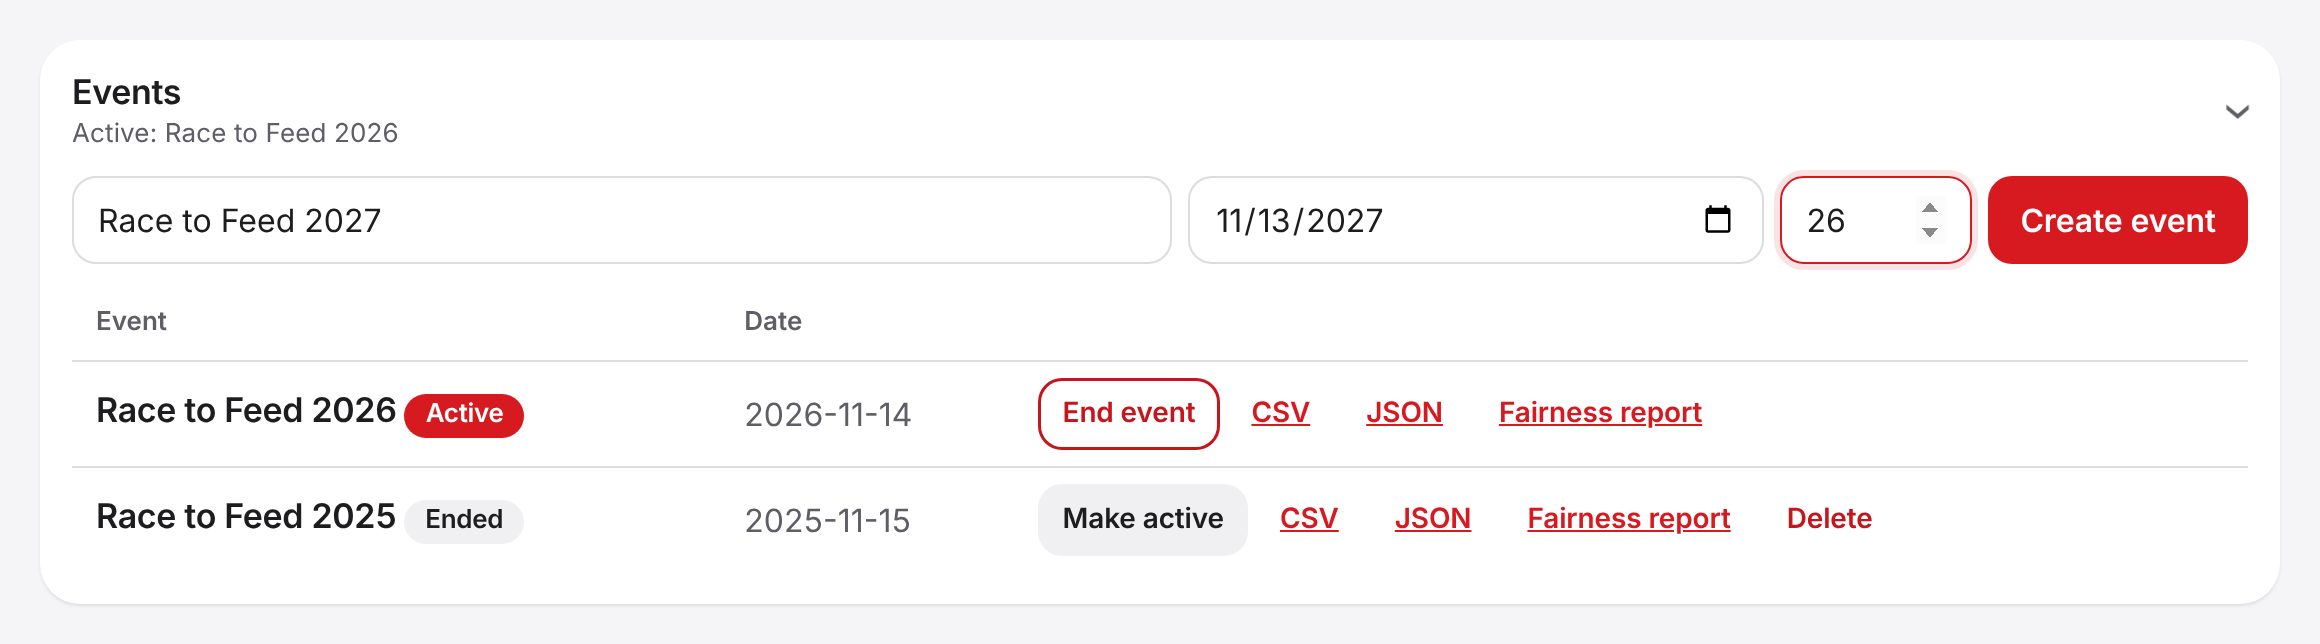 Events
Active: Race to Feed 2026
Race to Feed 2027 11/13/2027 26 Create event
Event Date
Race to Feed 2026 Active 2026-11-14 End event CSV JSON Fairness report
Race to Feed 2025 Ended 2025-11-15 Make active CSV JSON Fairness report Delete